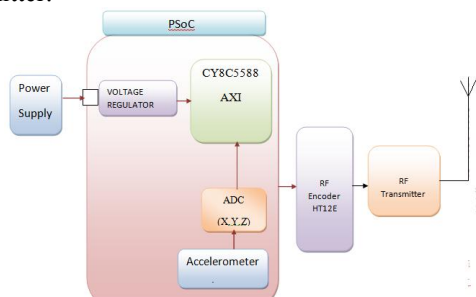 PSoC
Power
Supply
VOLTAGE
REGULATOR
CY8C5588
AXI
ADC
(X,Y,Z)
Accelerometer
RF
Encoder
HT12E
RF
Transmitter